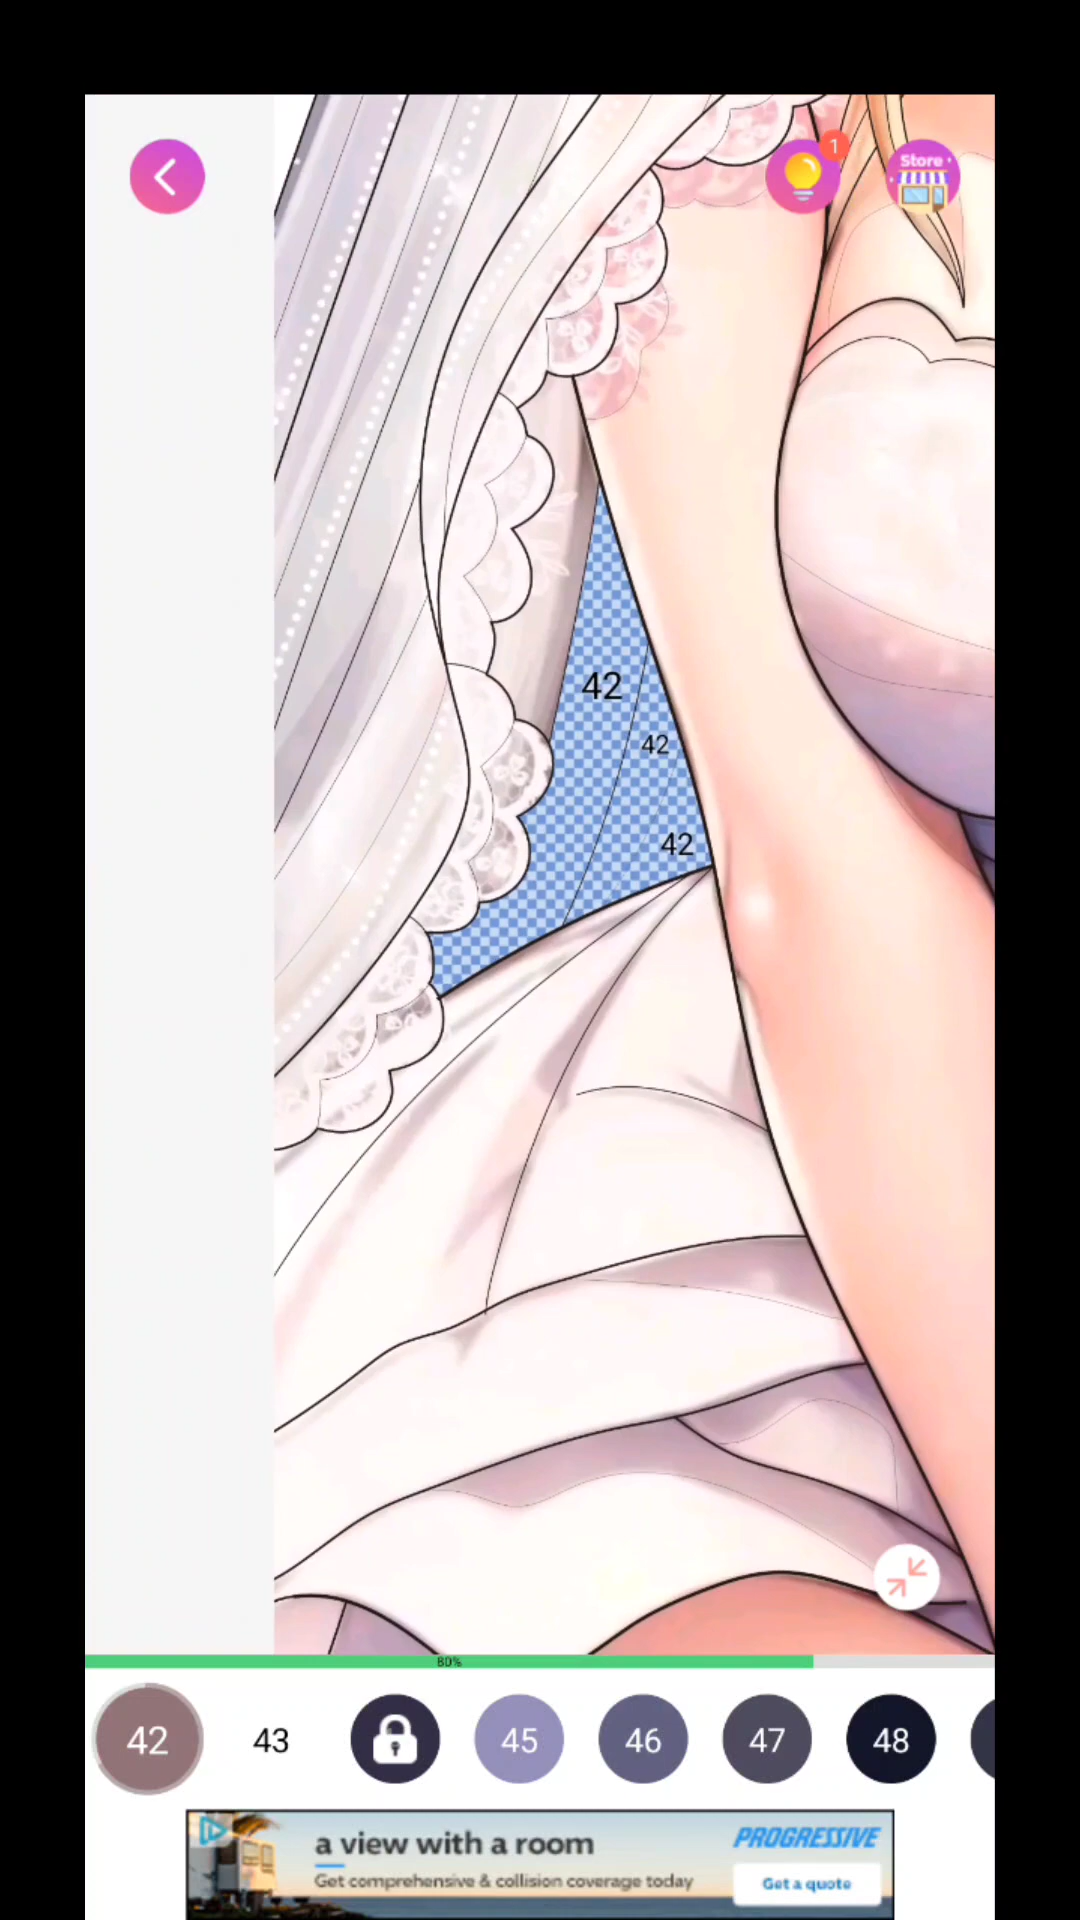 1
Store
42
42
42
80%
42 43 45 46 47 48
a view with a room
PROGRESSIVE
Get comprehensive & collision coverage today
Get a quote